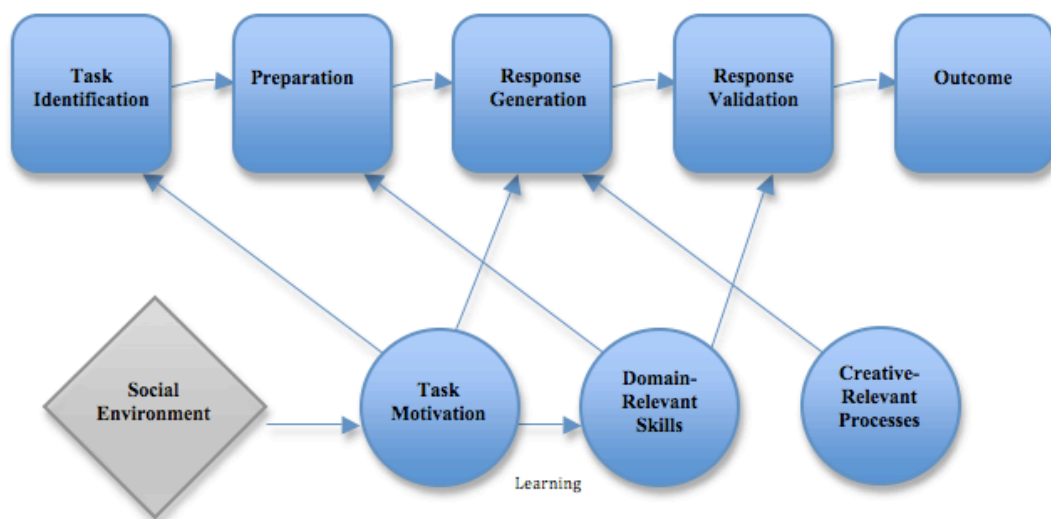 Task
Identification
Preparation
Response
Generation
Response
Validation
Outcome
Social
Environment
Task
Motivation
Domain-
Relevant
Skills
Creative-
Relevant
Processes
Learning